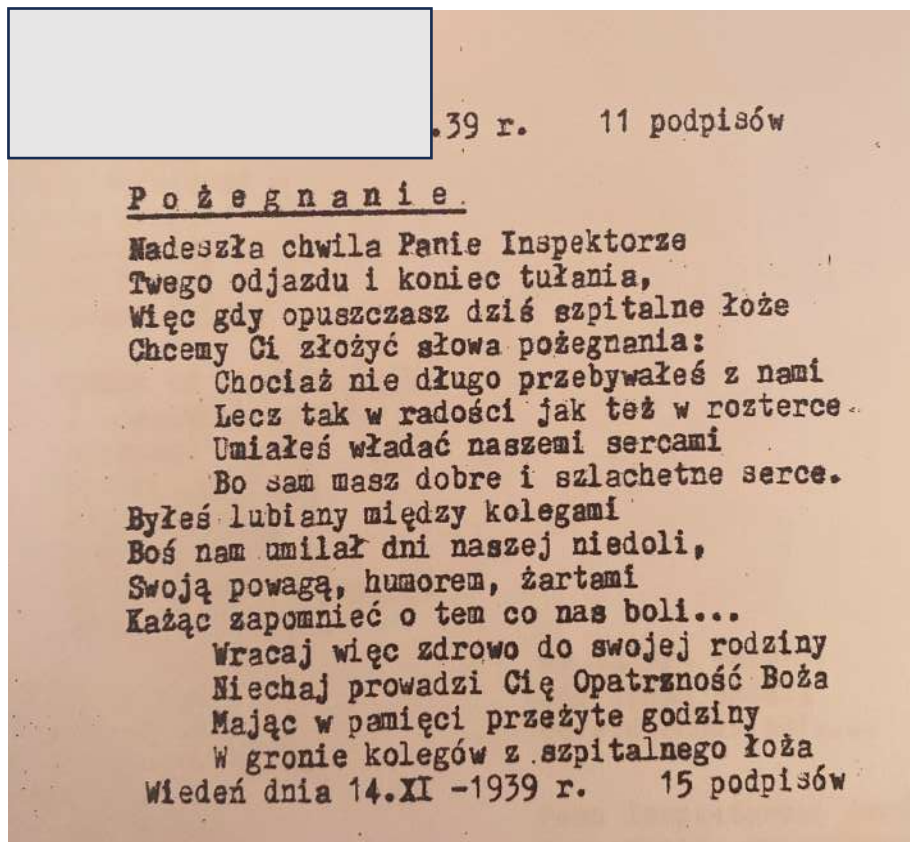 .39 r. 11 podpisów
Pożegnanie.
Nadeszła chwila Panie Inspektorze
Twego odjazdu i koniec tułania,
Więc gdy opuszczasz dziś szpitalne łoże
Chcemy Ci złożyć słowa pożegnania:
Chociaż nie długo przebywałeś z nami
Lecz tak w radości jak też w rozterce
Umiałeś władać naszemi sercami
Bo sam masz dobre i szlachetne serce.
Byłeś lubiany między kolegami
Boś nam umilał dni naszej niedoli,
Swoją powagą, humorem, żartami
Każąc zapomnieć o tem co nas boli...
Wracaj więc zdrowo do swojej rodziny
Niechaj prowadzi Cię Opatrzność Boża
Mając w pamięci przeżyte godziny
W gronie kolegów z szpitalnego łoża
Wiedeń dnia 14.XI -1939 r. 15 podpisów